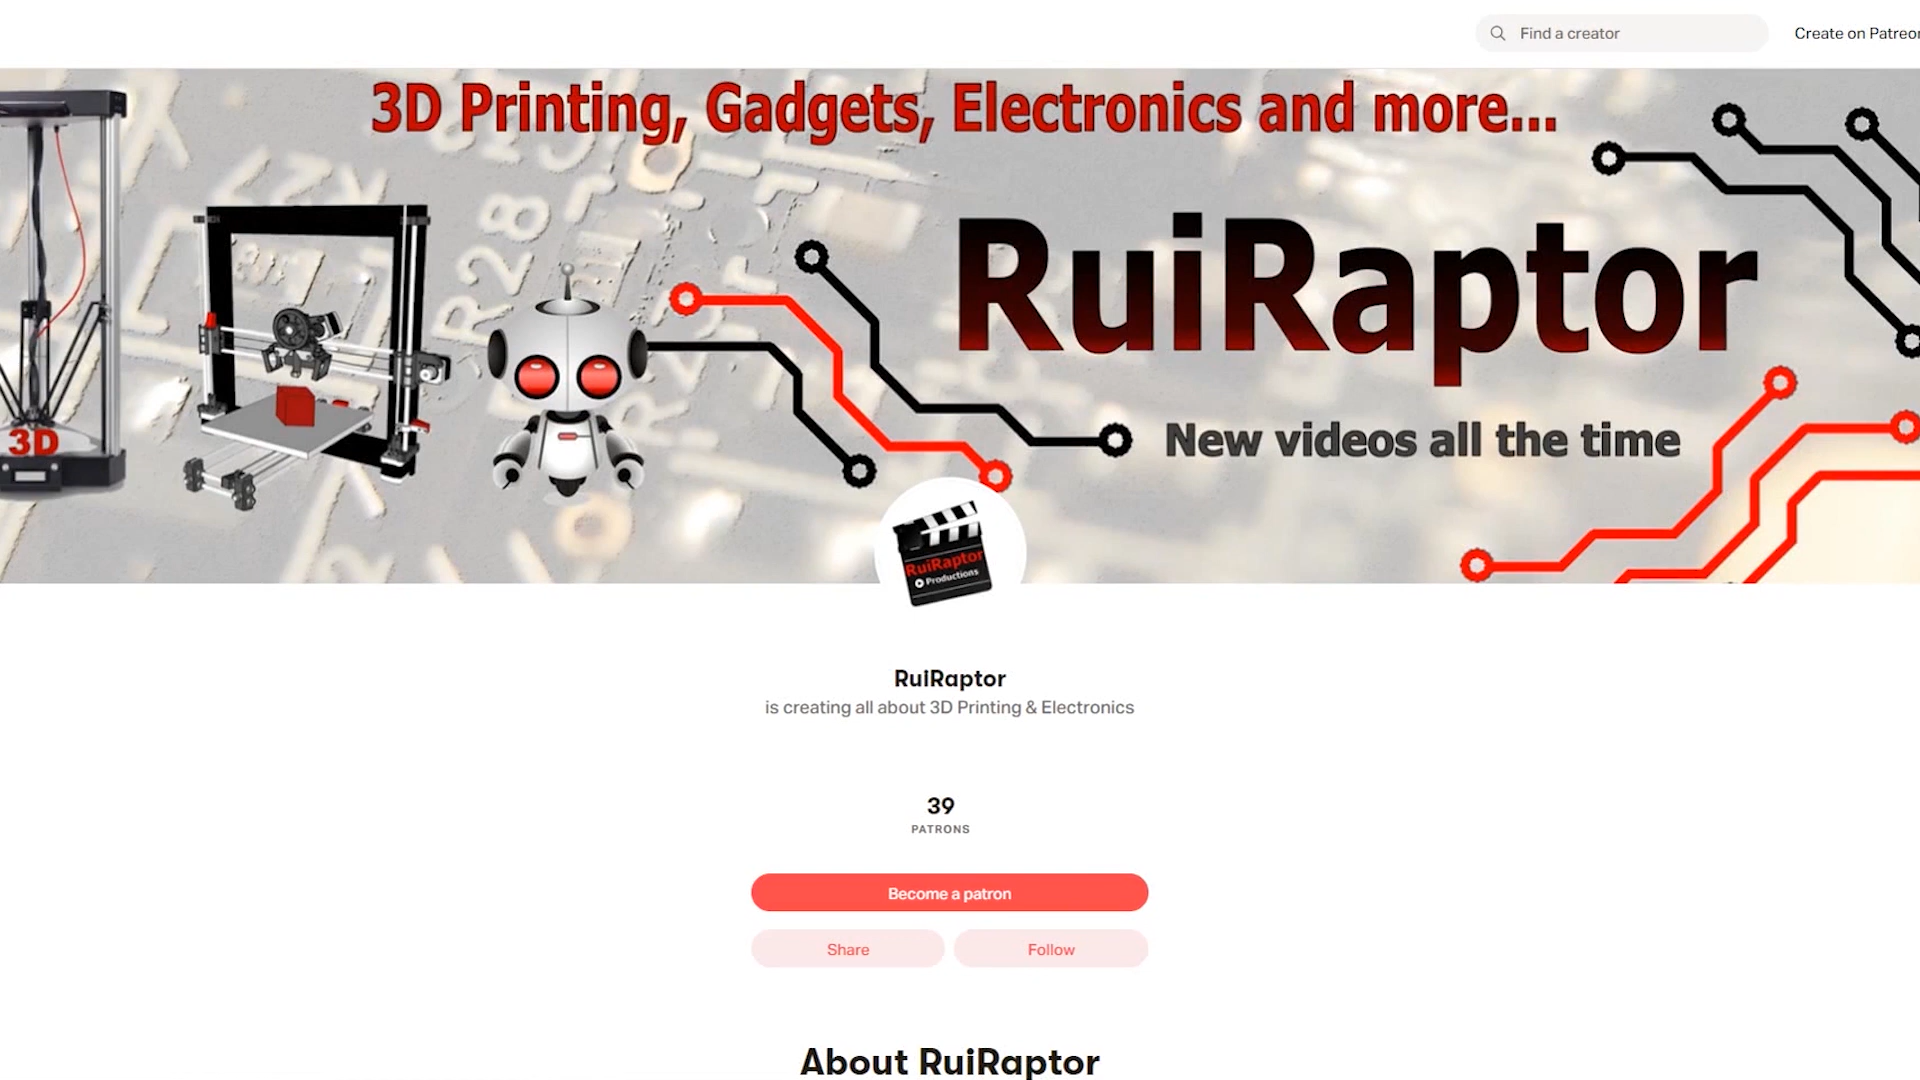 Find a creator
Create on Patreon
3D Printing, Gadgets, Electronics and more...
R28
RuiRaptor
3D
New videos all the time
RuiRaptor
Productions
RuiRaptor
is creating all about 3D Printing & Electronics
39
PATRONS
Become a patron
Share
Follow
About RuiRaptor